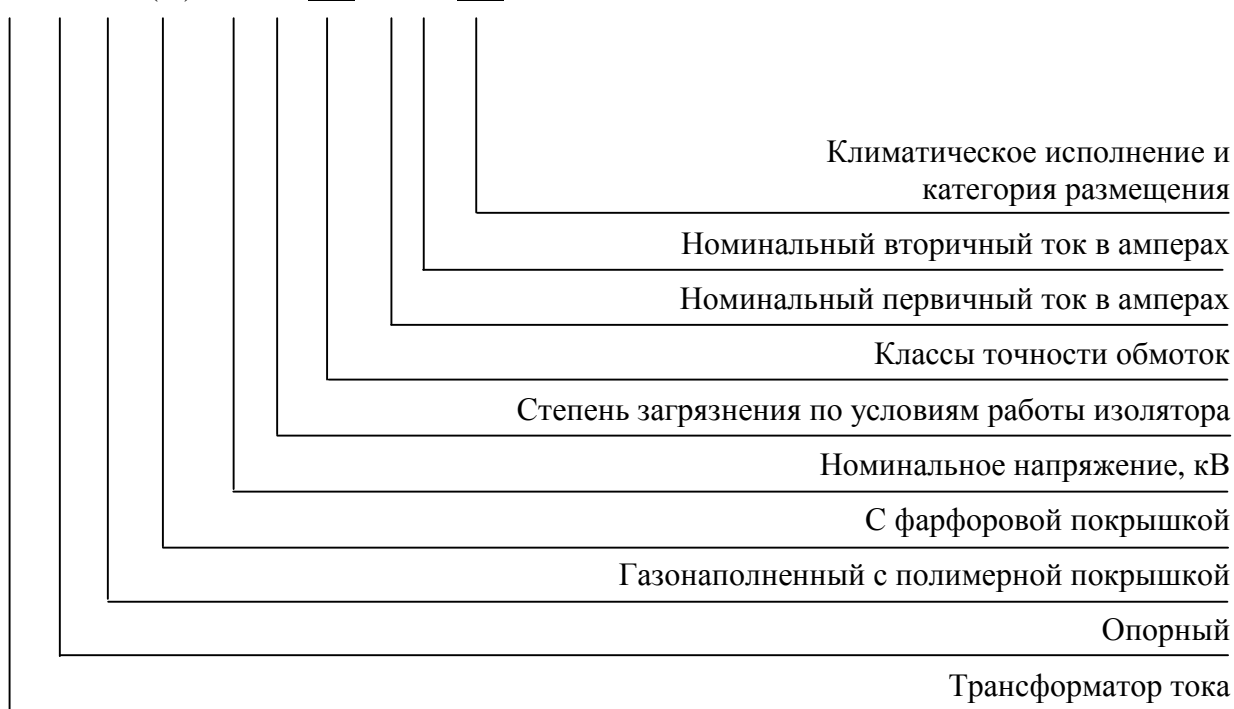 Климатическое исполнение и
категория размещения
Номинальный вторичный ток в амперах
Номинальный первичный ток в амперах
Классы точности обмоток
Степень загрязнения по условиям работы изолятора
Номинальное напряжение, кВ
С фарфоровой покрышкой
Газонаполненный с полимерной покрышкой
Опорный
Трансформатор тока